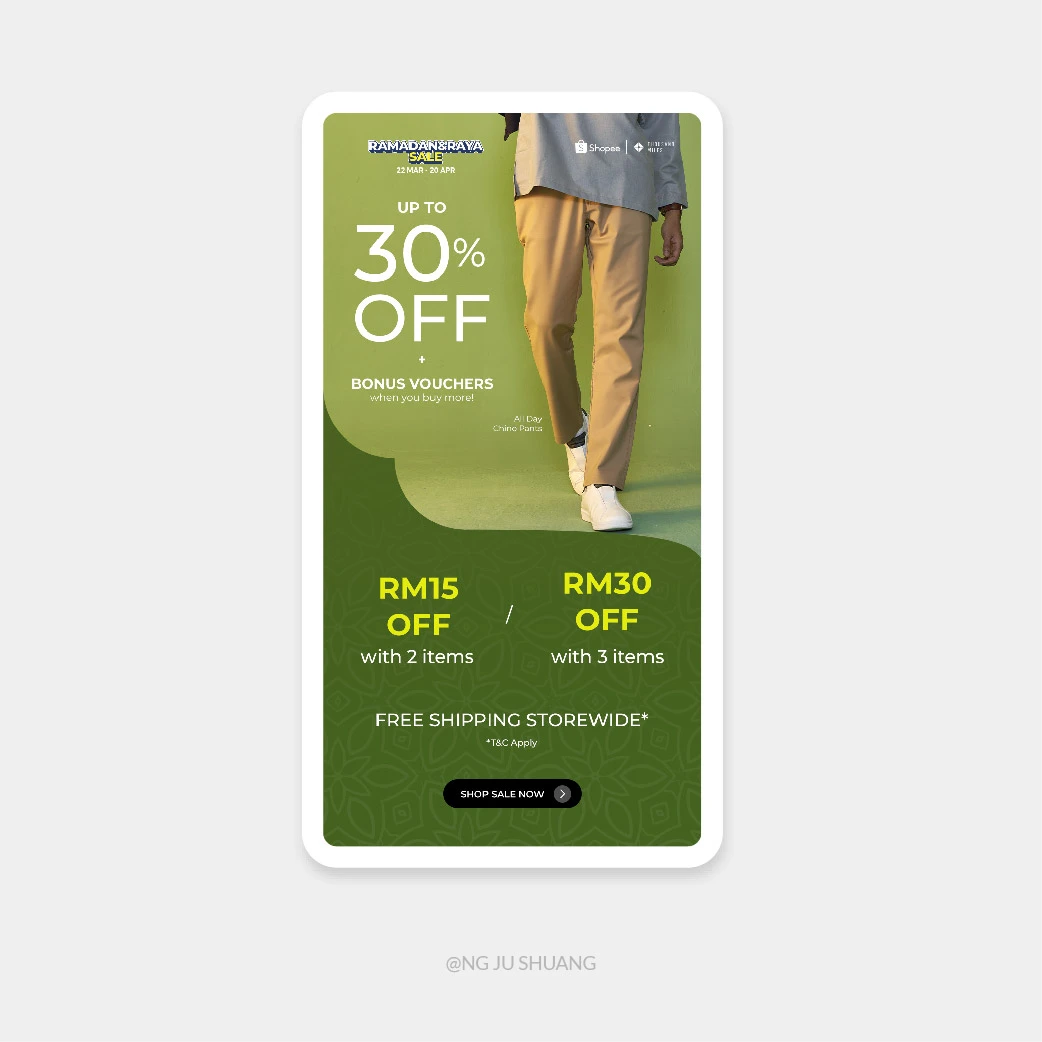 RAMADAN&RAYA
SALE
22 MAR - 20 APR
Shopee
THOUSAND
MILES
UP TO
30%
OFF
+
BONUS VOUCHERS
when you buy more!
All Day
Chino Pants
RM15
OFF
with 2 items
/
RM30
OFF
with 3 items
FREE SHIPPING STOREWIDE*
*T&C Apply
SHOP SALE NOW
@NG JU SHUANG